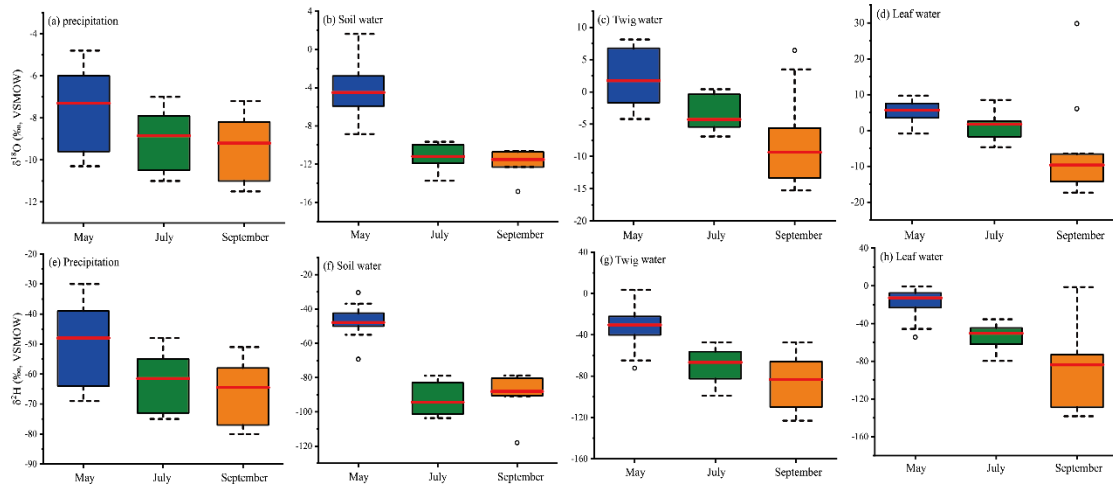 (a) precipitation
-4
-6
-8
-10
-12
δ¹⁸O (‰, VSMOW)
May July September
(b) Soil water
4
0
-4
-8
-12
-16
May July September
(c) Twig water
10
5
0
-5
-10
-15
-20
May July September
(d) Leaf water
30
20
10
0
-10
-20
May July September
(e) Precipitation
-20
-30
-40
-50
-60
-70
-80
-90
δ²H (‰, VSMOW)
May July September
(f) Soil water
-20
-40
-60
-80
-100
-120
May July September
(g) Twig water
40
0
-40
-80
-120
-160
May July September
(h) Leaf water
40
0
-40
-80
-120
-160
May July September